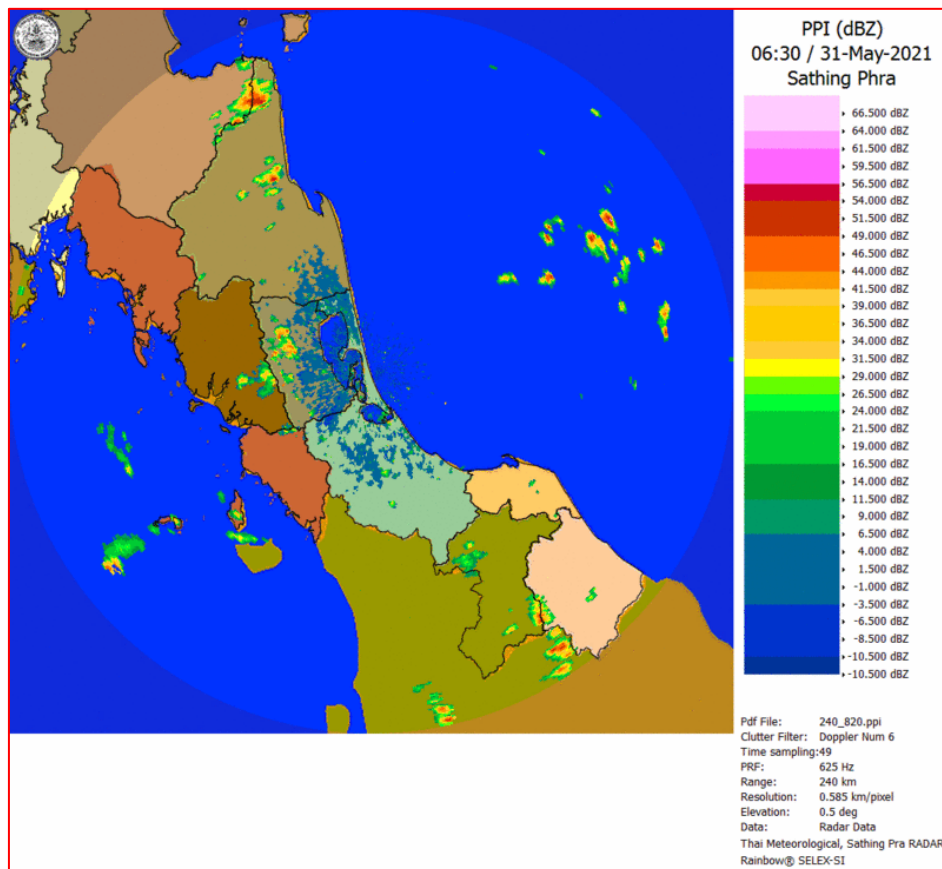 PPI (dBZ)
06:30 / 31-May-2021
Sathing Phra
66.500 dBZ
64.000 dBZ
61.500 dBZ
59.500 dBZ
56.500 dBZ
54.000 dBZ
51.500 dBZ
49.000 dBZ
46.500 dBZ
44.000 dBZ
41.500 dBZ
39.000 dBZ
36.500 dBZ
34.000 dBZ
31.500 dBZ
29.000 dBZ
26.500 dBZ
24.000 dBZ
21.500 dBZ
19.000 dBZ
16.500 dBZ
14.000 dBZ
11.500 dBZ
9.000 dBZ
6.500 dBZ
4.000 dBZ
1.500 dBZ
-1.000 dBZ
-3.500 dBZ
-6.500 dBZ
-8.500 dBZ
-10.500 dBZ
-10.500 dBZ
Pdf File: 240_820.ppi
Clutter Filter: Doppler Num 6
Time sampling:49
PRF: 625 Hz
Range: 240 km
Resolution: 0.585 km/pixel
Elevation: 0.5 deg
Data: Radar Data
Thai Meteorological, Sathing Pra RADAR
Rainbow® SELEX-SI